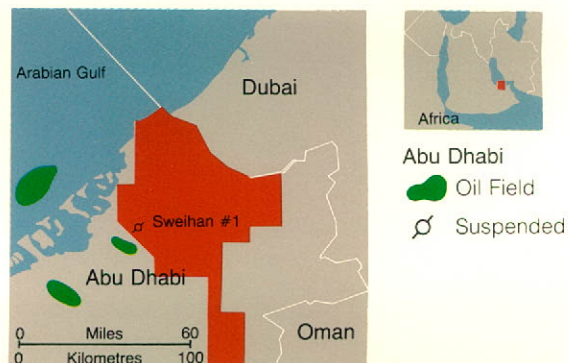 Arabian Gulf
Dubai
Sweihan #1
Abu Dhabi
Oman
0 Miles 60
0 Kilometres 100
Africa
Abu Dhabi
Oil Field
Suspended